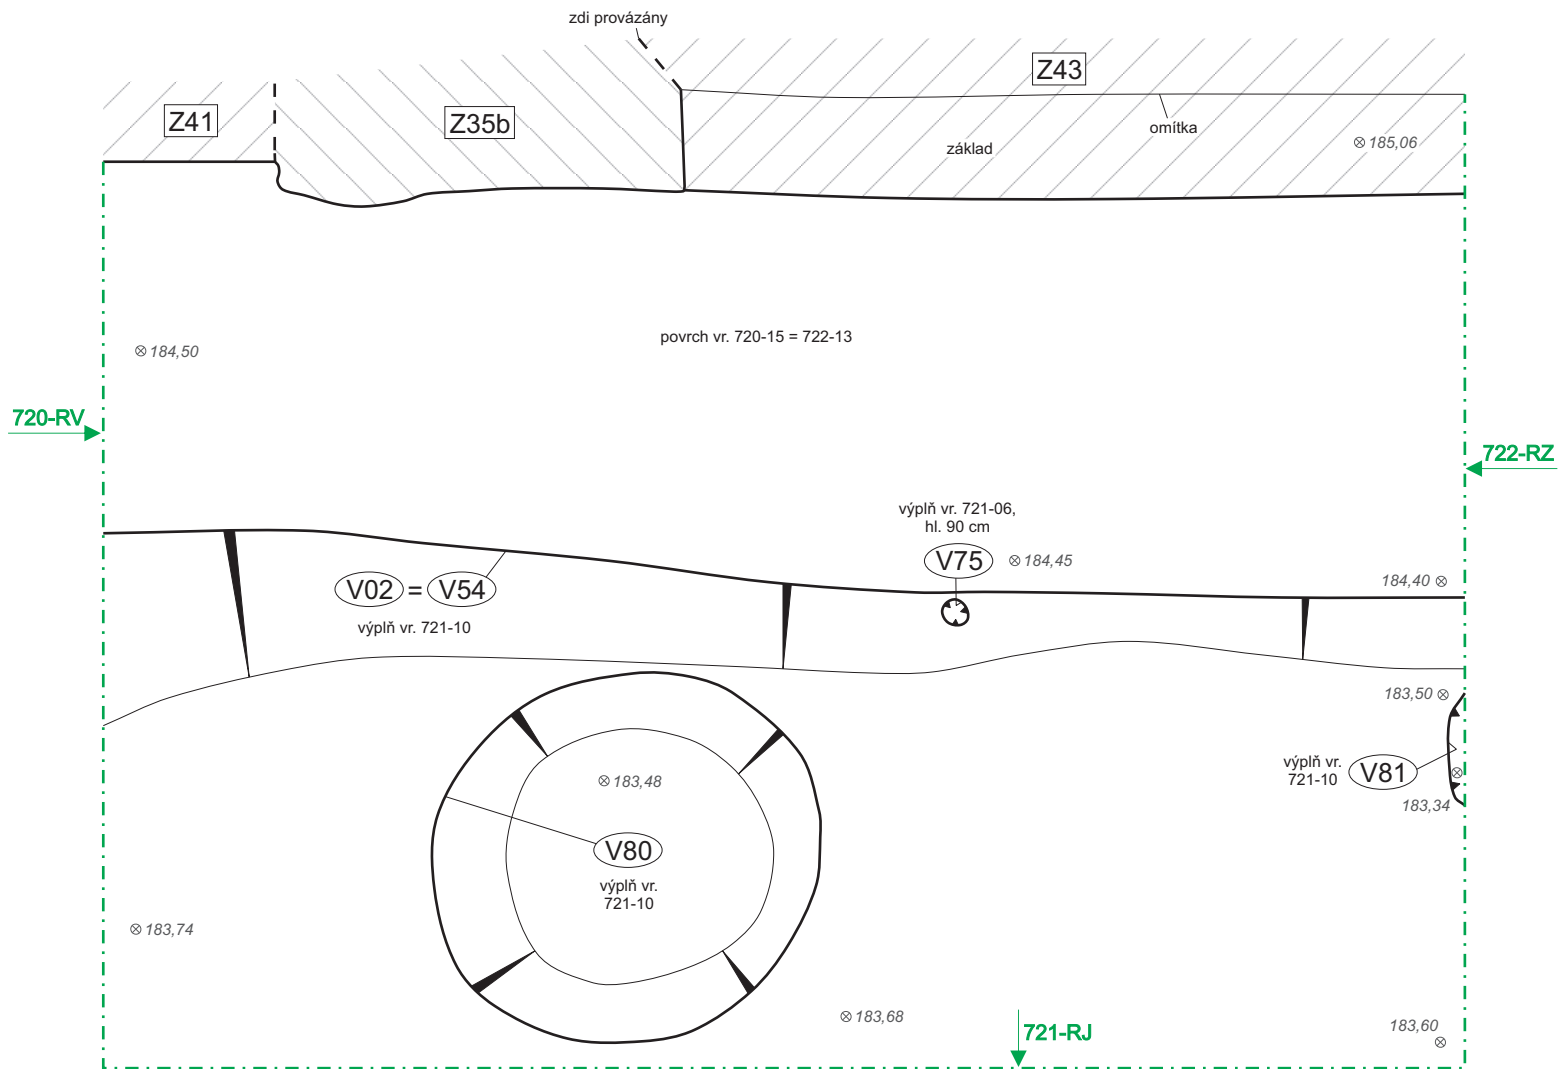 zdi provázány
Z43
Z41
Z35b
omítka
základ
185,06
povrch vr. 720-15 = 722-13
184,50
720-RV
722-RZ
výplň vr. 721-06,
hl. 90 cm
V75
184,45
184,40
V02 = V54
výplň vr. 721-10
183,50
výplň vr.
721-10
V81
183,34
183,48
V80
výplň vr.
721-10
183,74
183,68
721-RJ
183,60